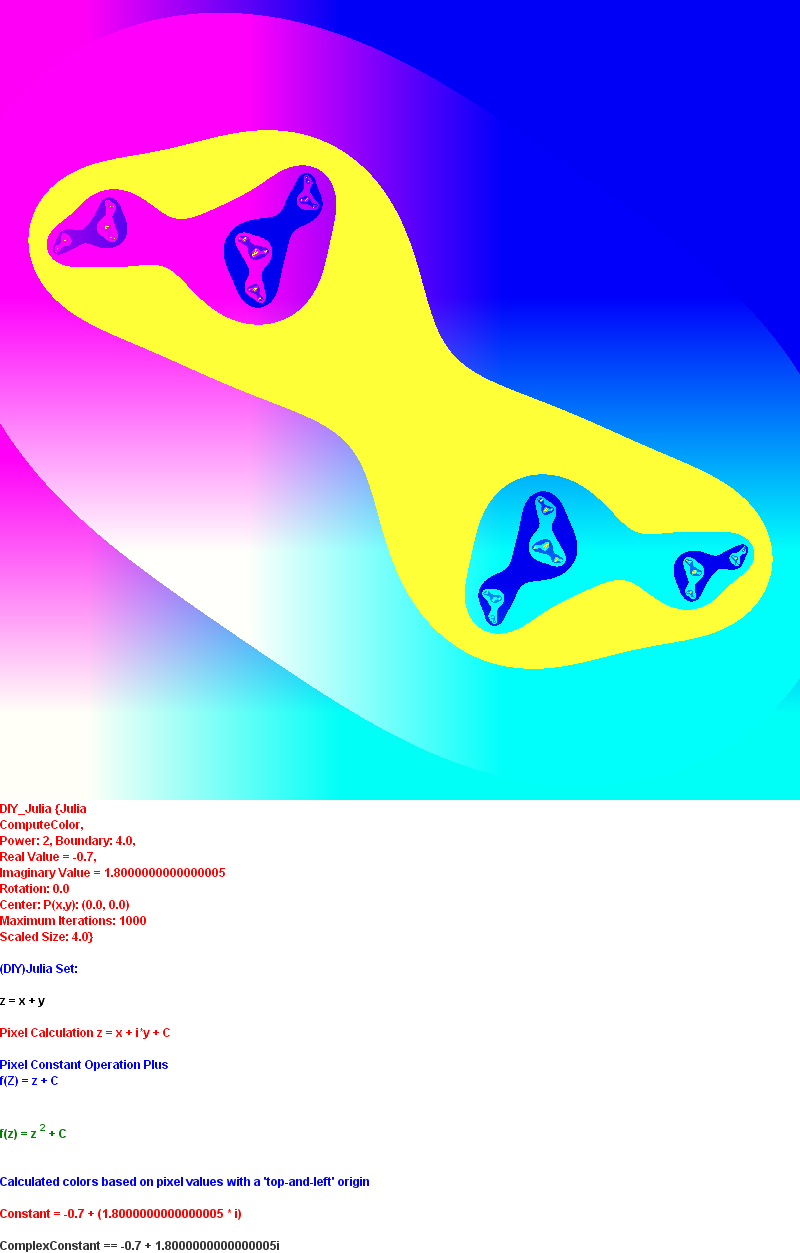 DIY_Julia {Julia
ComputeColor,
Power: 2, Boundary: 4.0,
Real Value = -0.7,
Imaginary Value = 1.8000000000000005
Rotation: 0.0
Center: P(x,y): (0.0, 0.0)
Maximum Iterations: 1000
Scaled Size: 4.0}
(DIY)Julia Set:
z = x + y
Pixel Calculation z = x + i*y + C
Pixel Constant Operation Plus
f(Z) = z + C
f(z) = z 2 + C
Calculated colors based on pixel values with a 'top-and-left' origin
Constant = -0.7 + (1.8000000000000005 * i)
ComplexConstant == -0.7 + 1.8000000000000005i